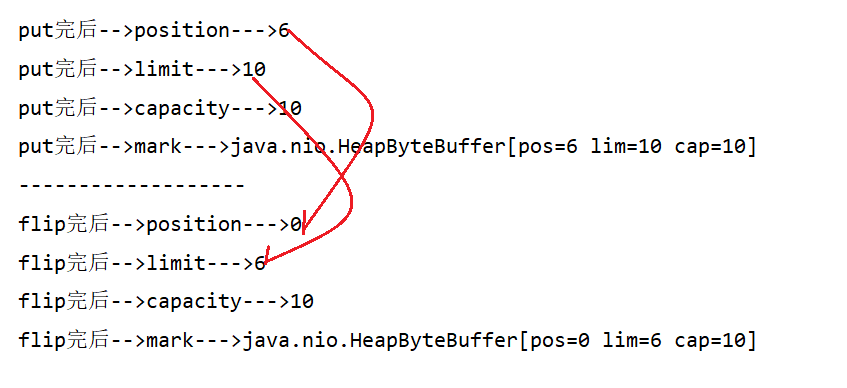 put完后-->position--->6
put完后-->limit--->10
put完后-->capacity--->10
put完后-->mark--->java.nio.HeapByteBuffer[pos=6 lim=10 cap=10]
-------------------
flip完后-->position--->0
flip完后-->limit--->6
flip完后-->capacity--->10
flip完后-->mark--->java.nio.HeapByteBuffer[pos=0 lim=6 cap=10]